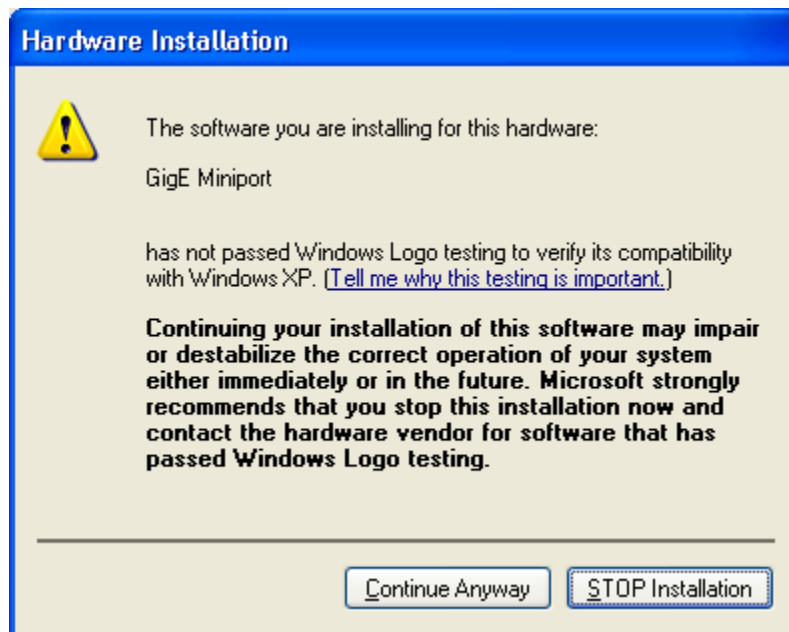 Hardware Installation
The software you are installing for this hardware:
GigE Miniport
has not passed Windows Logo testing to verify its compatibility
with Windows XP. (Tell me why this testing is important.)
Continuing your installation of this software may impair
or destabilize the correct operation of your system
either immediately or in the future. Microsoft strongly
recommends that you stop this installation now and
contact the hardware vendor for software that has
passed Windows Logo testing.
Continue Anyway
STOP Installation